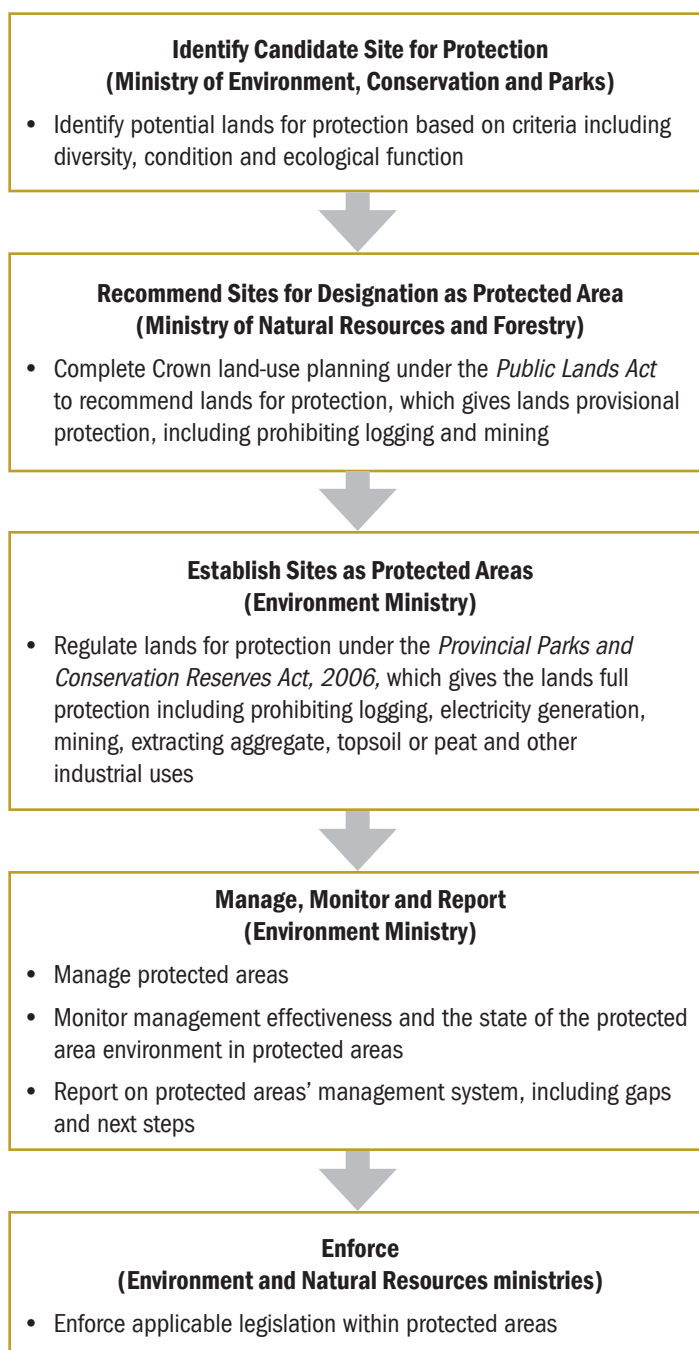 Identify Candidate Site for Protection
(Ministry of Environment, Conservation and Parks)
• Identify potential lands for protection based on criteria including
diversity, condition and ecological function
Recommend Sites for Designation as Protected Area
(Ministry of Natural Resources and Forestry)
• Complete Crown land-use planning under the Public Lands Act
to recommend lands for protection, which gives lands provisional
protection, including prohibiting logging and mining
Establish Sites as Protected Areas
(Environment Ministry)
• Regulate lands for protection under the Provincial Parks and
Conservation Reserves Act, 2006, which gives the lands full
protection including prohibiting logging, electricity generation,
mining, extracting aggregate, topsoil or peat and other
industrial uses
Manage, Monitor and Report
(Environment Ministry)
• Manage protected areas
• Monitor management effectiveness and the state of the protected
area environment in protected areas
• Report on protected areas’ management system, including gaps
and next steps
Enforce
(Environment and Natural Resources ministries)
• Enforce applicable legislation within protected areas